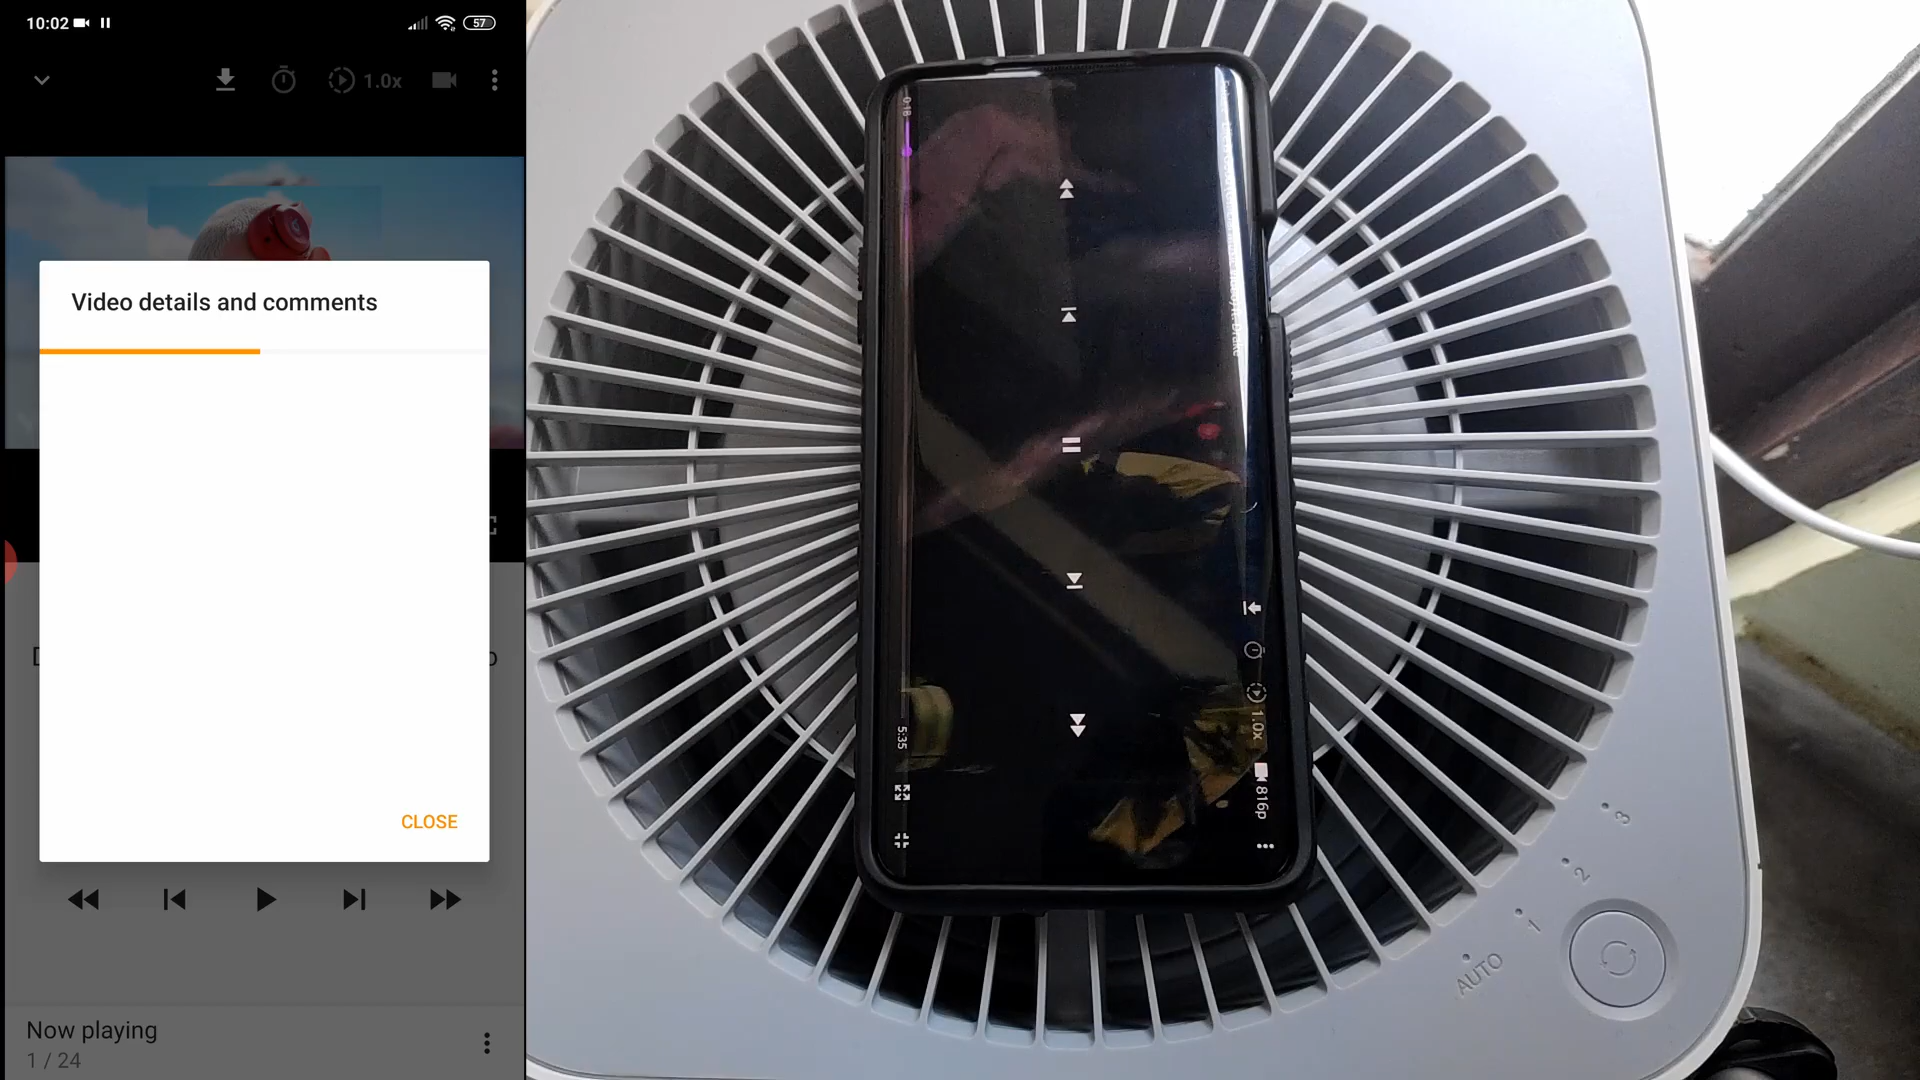 10:02
57
1.0x
Video details and comments
CLOSE
Now playing
1 / 24
0:18
5:35
1.0x
816p
3
2
1
AUTO